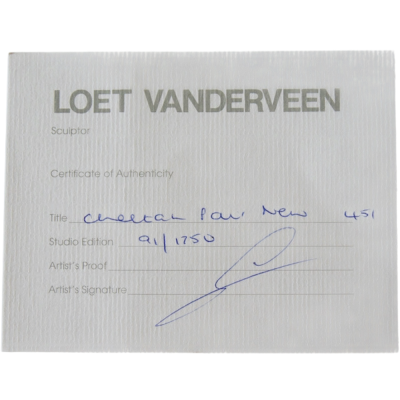 LOET VANDERVEEN
Sculptor
Certificate of Authenticity
Title Cheetah Pair New 451
Studio Edition 91/1750
Artist's Proof
Artist's Signature